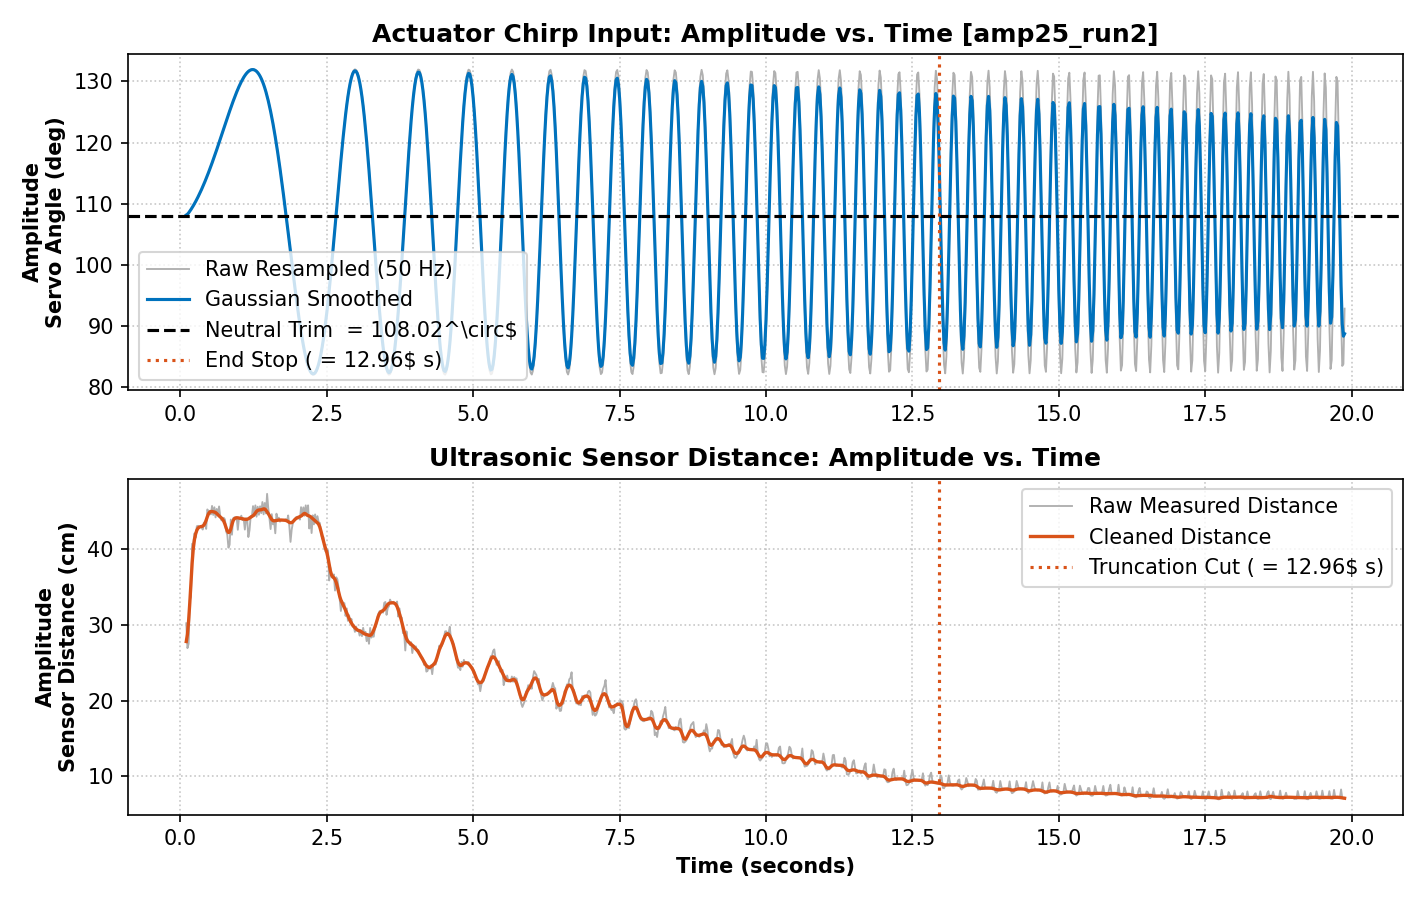 Actuator Chirp Input: Amplitude vs. Time [amp25_run2]
Amplitude
Servo Angle (deg)
130
120
110
100
90
80
Raw Resampled (50 Hz)
Gaussian Smoothed
Neutral Trim  = 108.02^\circ$
End Stop ( = 12.96$ s)
0.0 2.5 5.0 7.5 10.0 12.5 15.0 17.5 20.0
Ultrasonic Sensor Distance: Amplitude vs. Time
Amplitude
Sensor Distance (cm)
40
30
20
10
Raw Measured Distance
Cleaned Distance
Truncation Cut ( = 12.96$ s)
0.0 2.5 5.0 7.5 10.0 12.5 15.0 17.5 20.0
Time (seconds)